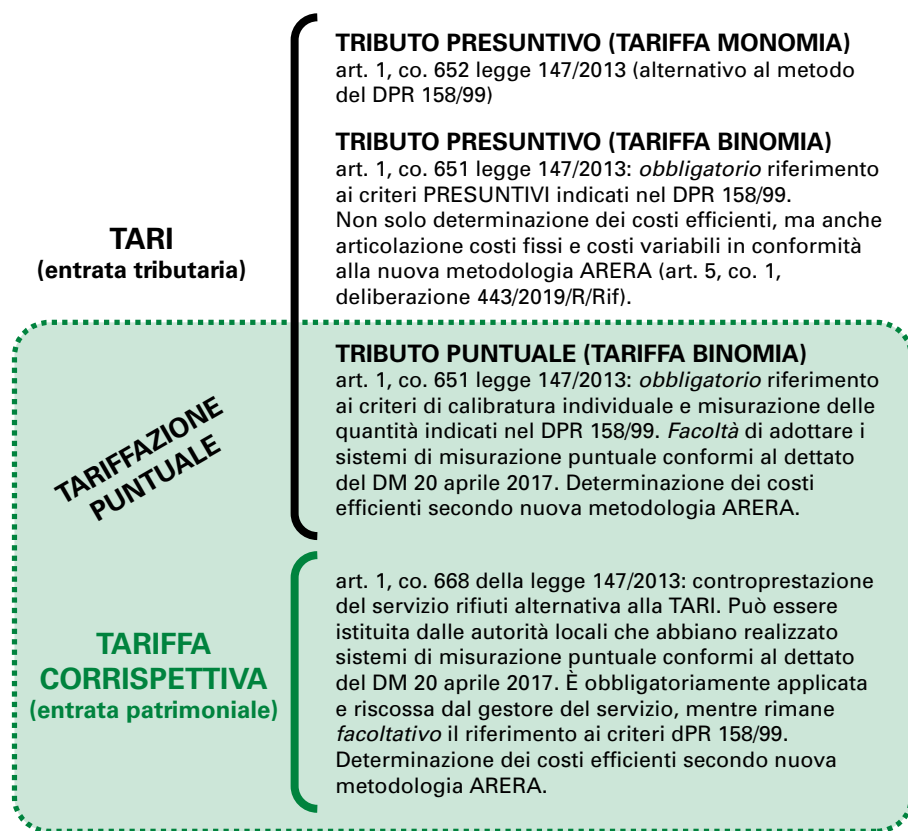 TRIBUTO PRESUNTIVO (TARIFFA MONOMIA)
art. 1, co. 652 legge 147/2013 (alternativo al metodo
del DPR 158/99)
TRIBUTO PRESUNTIVO (TARIFFA BINOMIA)
art. 1, co. 651 legge 147/2013: obbligatorio riferimento
ai criteri PRESUNTIVI indicati nel DPR 158/99.
Non solo determinazione dei costi efficienti, ma anche
articolazione costi fissi e costi variabili in conformità
alla nuova metodologia ARERA (art. 5, co. 1,
deliberazione 443/2019/R/Rif).
TARI
(entrata tributaria)
TRIBUTO PUNTUALE (TARIFFA BINOMIA)
art. 1, co. 651 legge 147/2013: obbligatorio riferimento
ai criteri di calibratura individuale e misurazione delle
quantità indicati nel DPR 158/99. Facoltà di adottare i
sistemi di misurazione puntuale conformi al dettato
del DM 20 aprile 2017. Determinazione dei costi
efficienti secondo nuova metodologia ARERA.
TARIFFAZIONE
PUNTUALE
TARIFFA
CORRISPETTIVA
(entrata patrimoniale)
art. 1, co. 668 della legge 147/2013: controprestazione
del servizio rifiuti alternativa alla TARI. Può essere
istituita dalle autorità locali che abbiano realizzato
sistemi di misurazione puntuale conformi al dettato
del DM 20 aprile 2017. È obbligatoriamente applicata
e riscossa dal gestore del servizio, mentre rimane
facoltativo il riferimento ai criteri dPR 158/99.
Determinazione dei costi efficienti secondo nuova
metodologia ARERA.